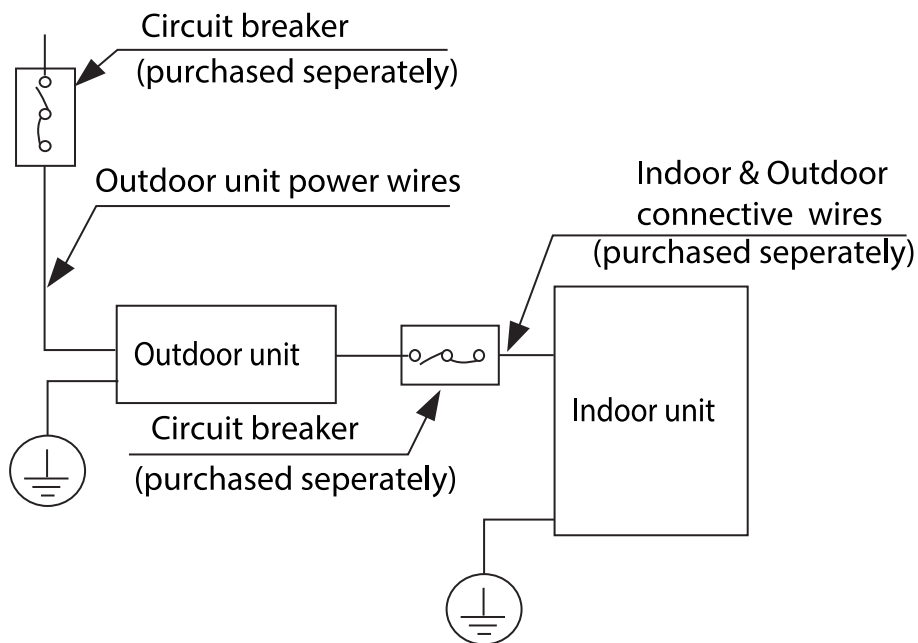 Circuit breaker
(purchased seperately)
Outdoor unit power wires
Indoor & Outdoor
connective wires
(purchased seperately)
Outdoor unit
Indoor unit
Circuit breaker
(purchased seperately)